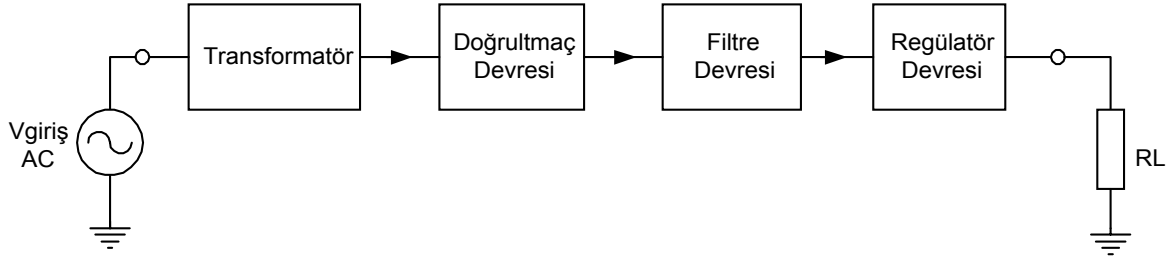 Vgiriş
AC
Transformatör
Doğrultmaç
Devresi
Filtre
Devresi
Regülatör
Devresi
RL